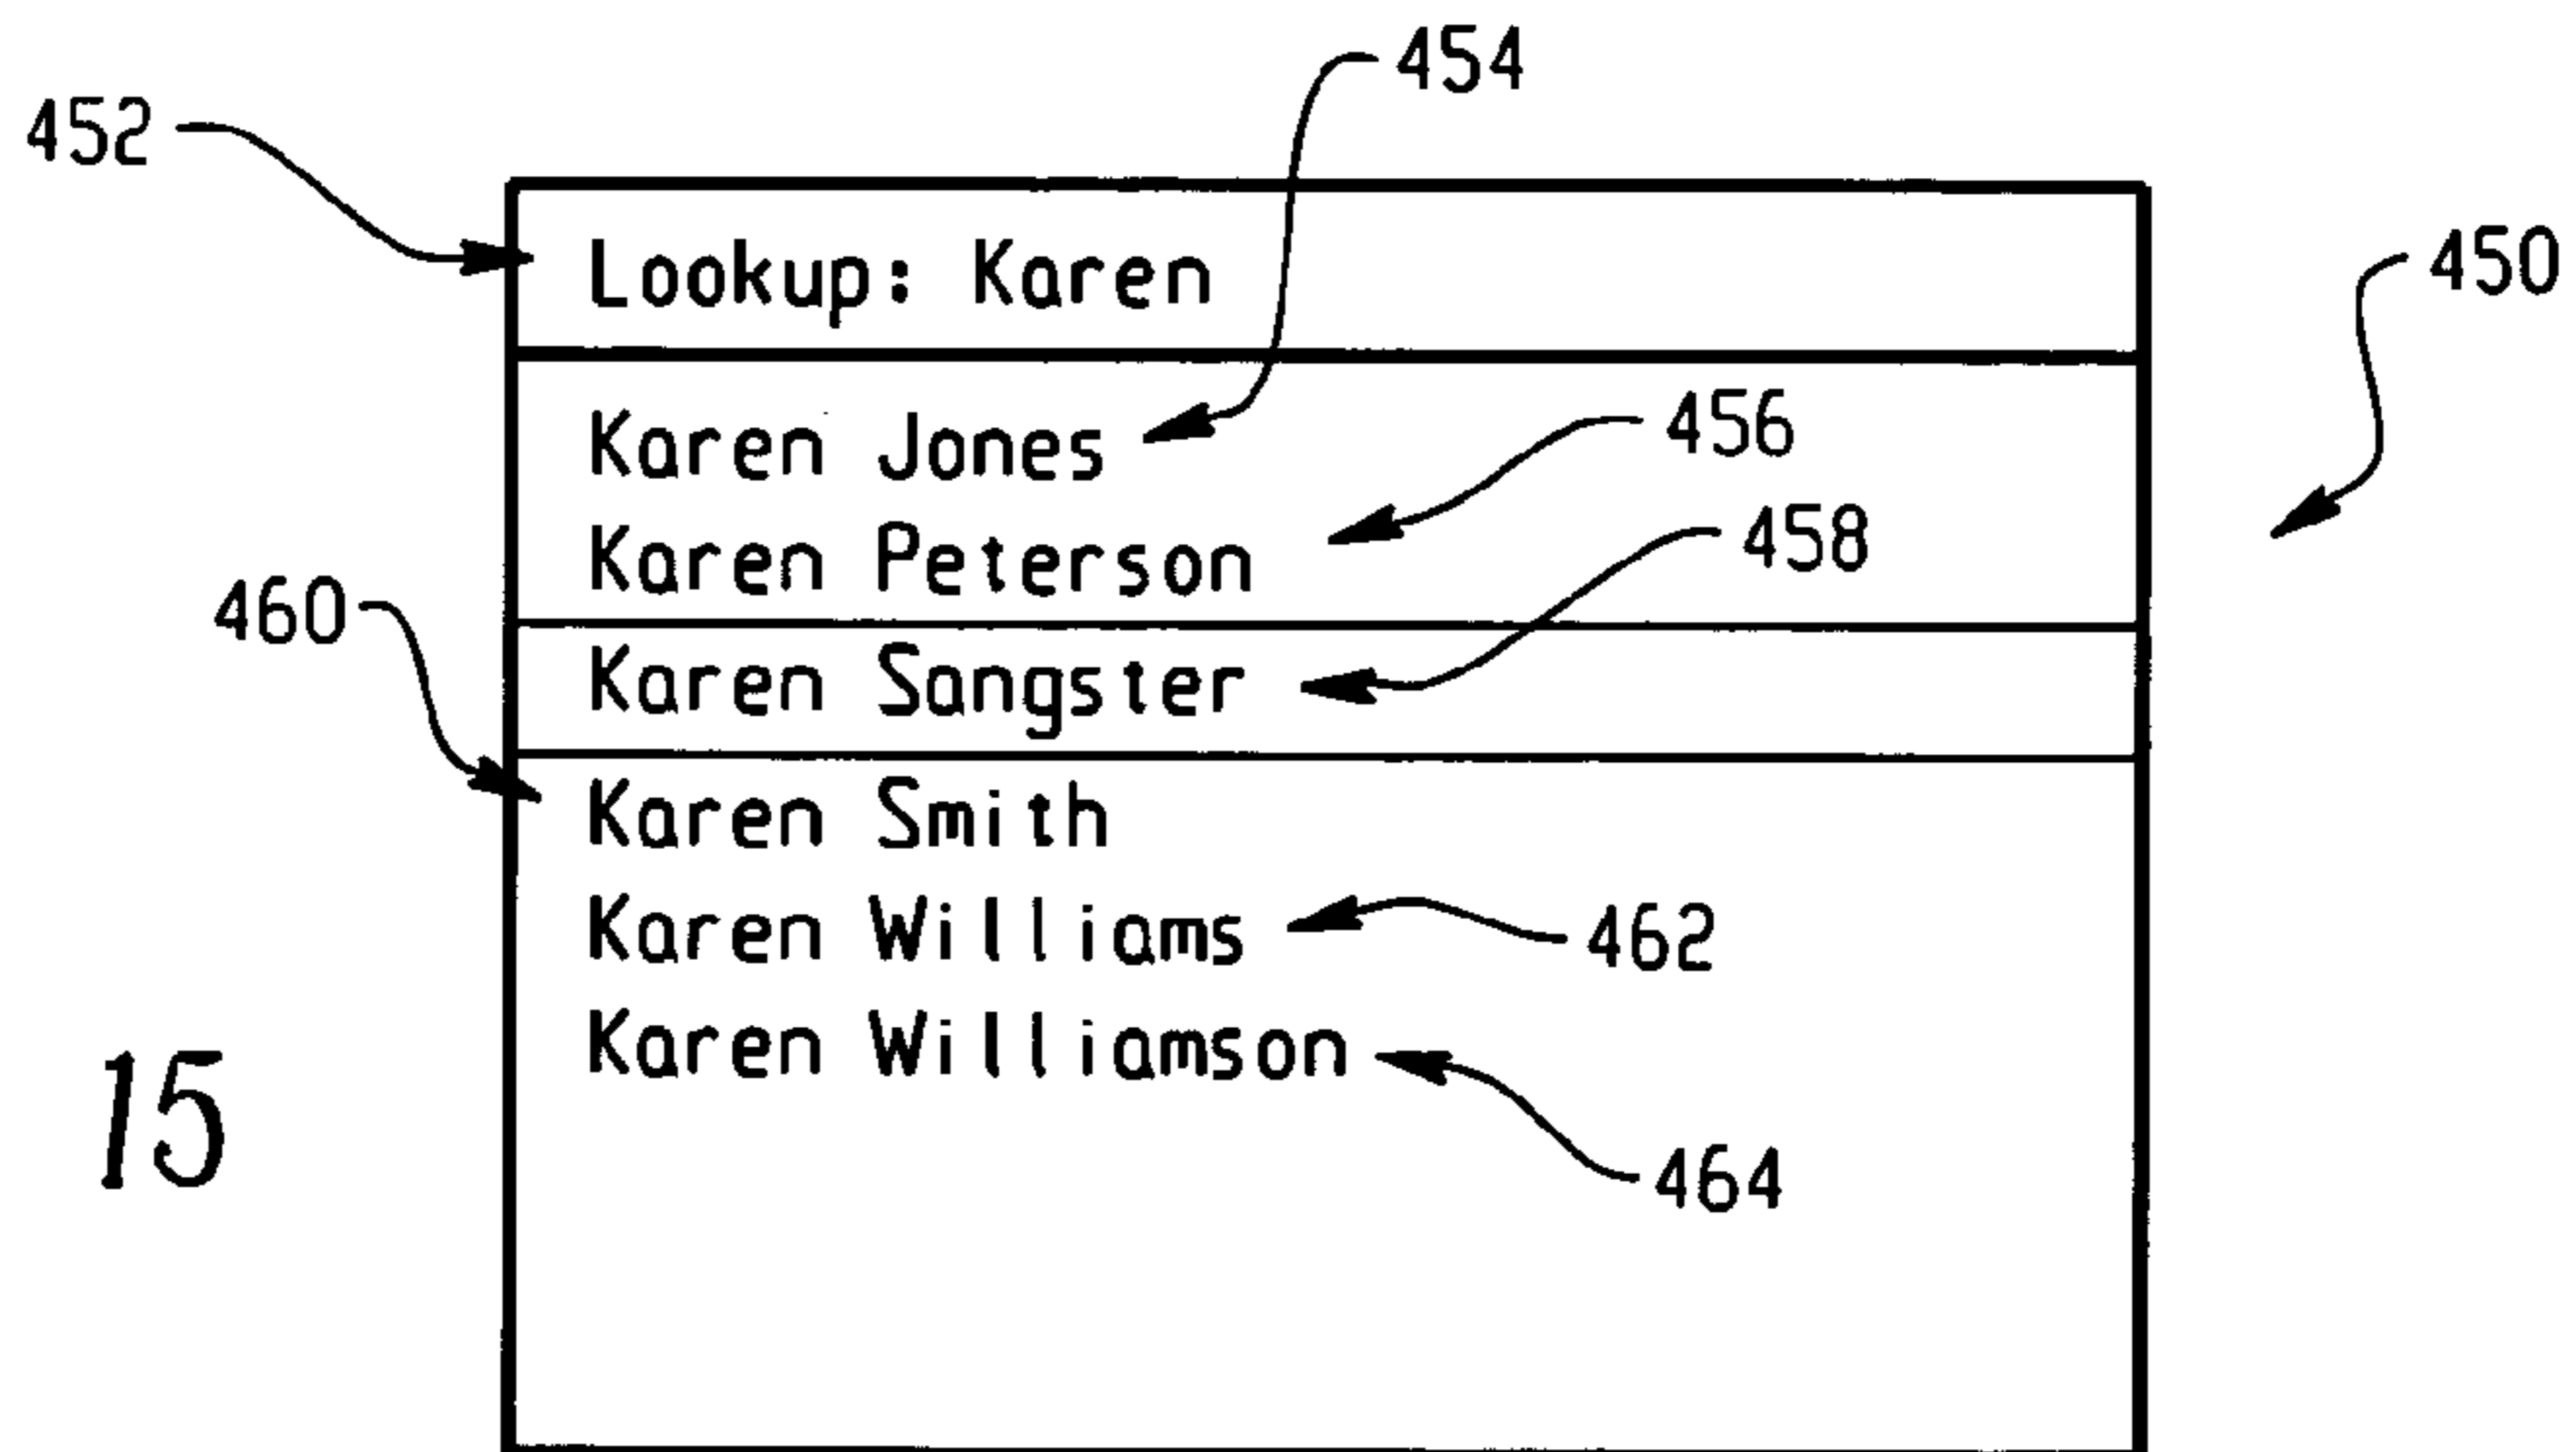 454
452
Lookup: Karen
450
Karen Jones
456
Karen Peterson
458
460
Karen Sangster
Karen Smith
Karen Williams
462
Karen Williamson
15
464